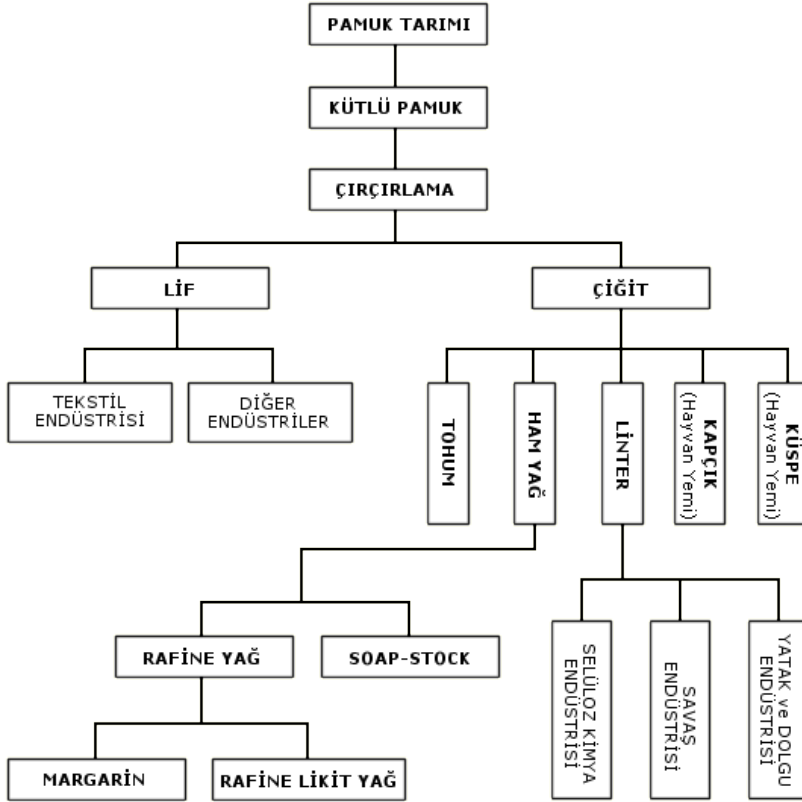 PAMUK TARIMI
KÜTLÜ PAMUK
ÇIRÇIRLAMA
LİF
ÇİĞİT
TEKSTİL
ENDÜSTRİSİ
DİĞER
ENDÜSTRİLER
TOHUM
HAM YAĞ
LİNTER
KAPÇIK
(Hayvan Yemi)
KÜSPE
(Hayvan Yemi)
RAFİNE YAĞ
SOAP-STOCK
SELÜLOZ KİMYA
ENDÜSTRİSİ
SAVAŞ
ENDÜSTRİSİ
YATAK ve DOLGU
ENDÜSTRİSİ
MARGARİN
RAFİNE LİKİT YAĞ